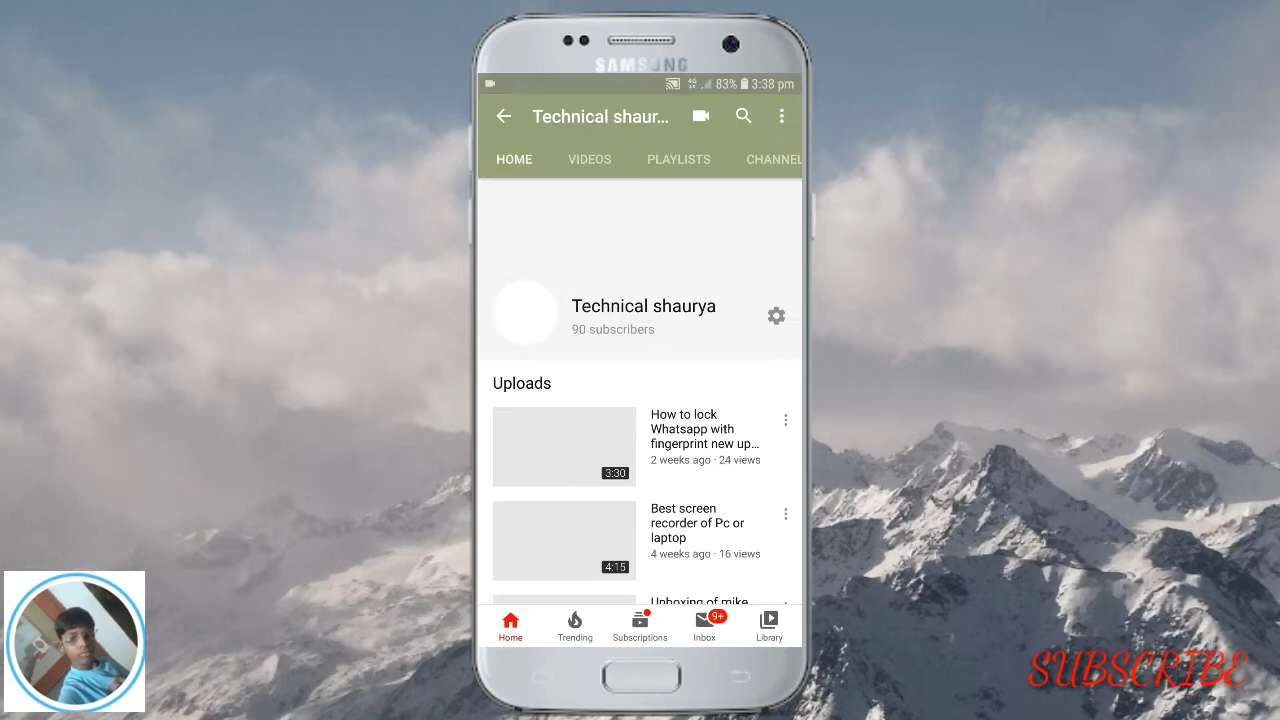 SAMSUNG
4G 83% 3:38 pm
Technical shaur...
HOME VIDEOS PLAYLISTS CHANNEL
Technical shaurya
90 subscribers
Uploads
How to lock
Whatsapp with
fingerprint new up...
2 weeks ago · 24 views
3:30
Best screen
recorder of Pc or
laptop
4 weeks ago · 16 views
4:15
Unboxing of mike
9+
Home Trending Subscriptions Inbox Library
SUBSCRIBE